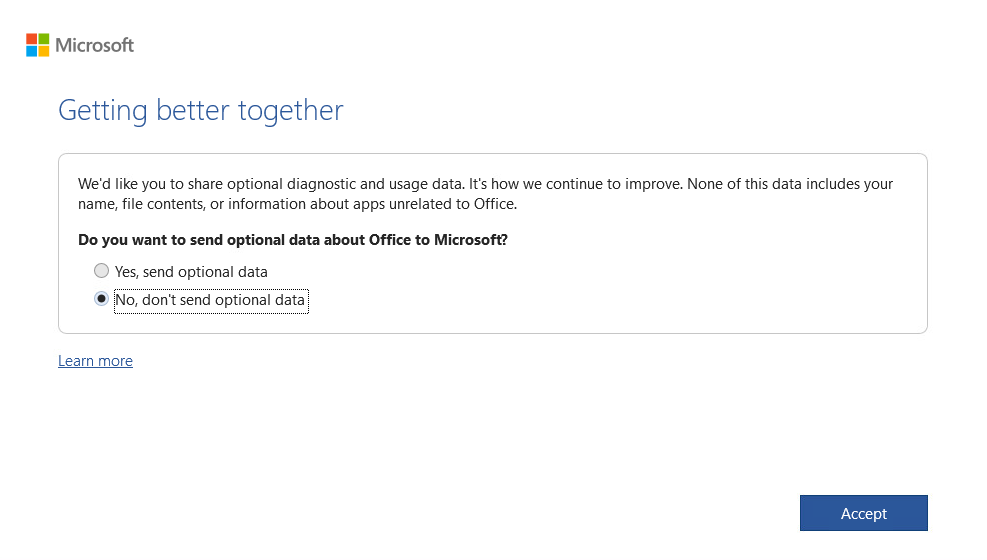 Microsoft
Getting better together
We'd like you to share optional diagnostic and usage data. It's how we continue to improve. None of this data includes your
name, file contents, or information about apps unrelated to Office.
Do you want to send optional data about Office to Microsoft?
Yes, send optional data
No, don't send optional data
Learn more
Accept